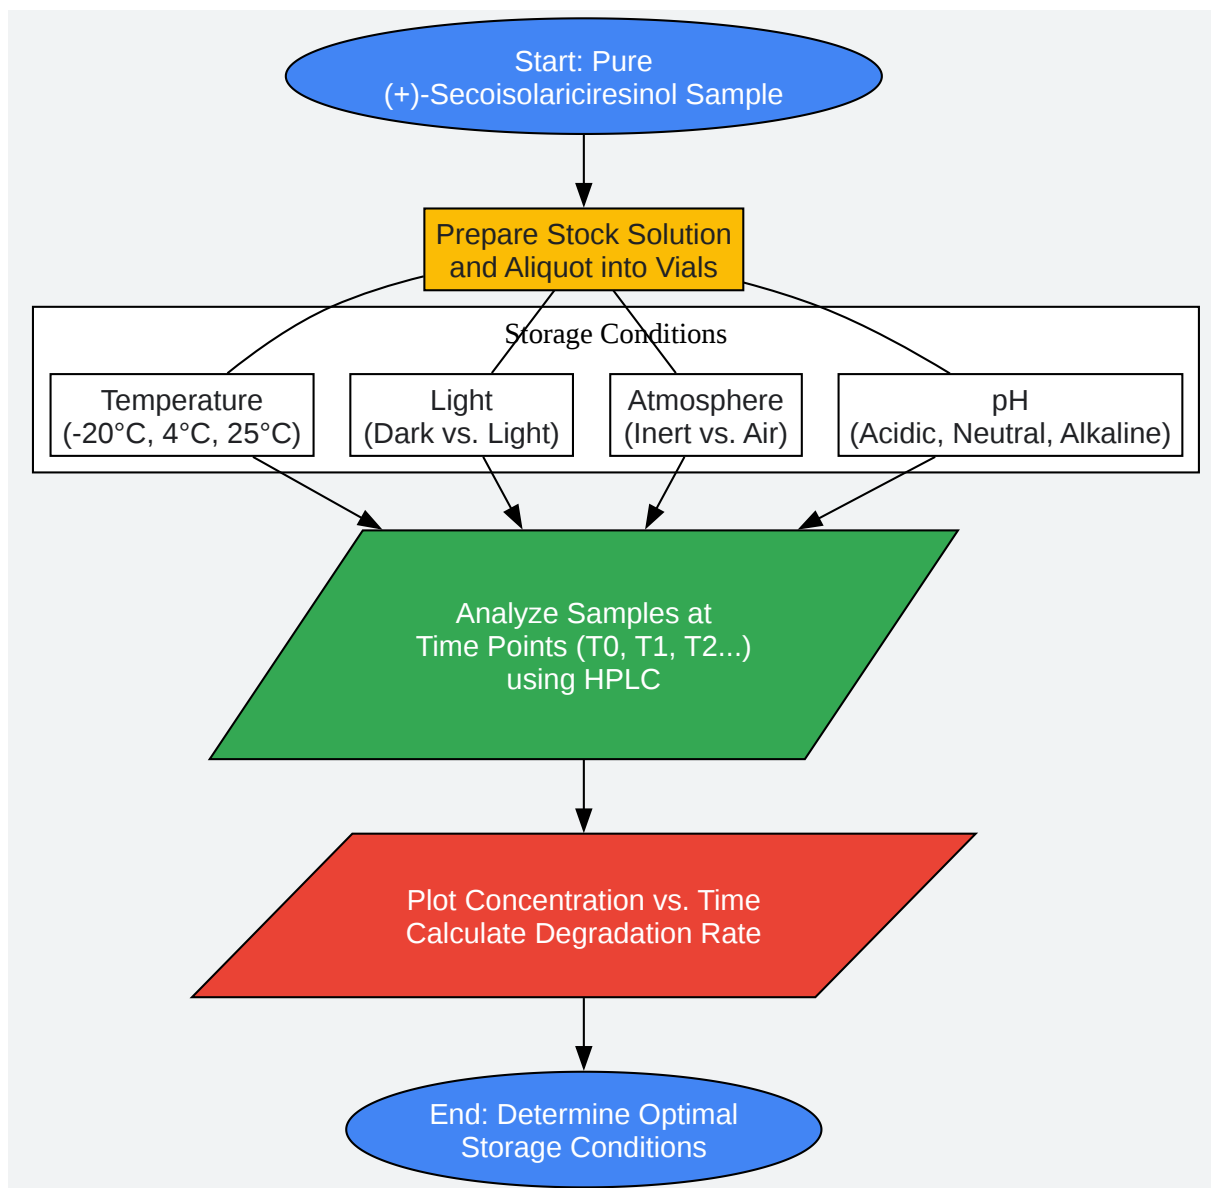 Start: Pure
(+)-Secoisolariciresinol Sample
Prepare Stock Solution
and Aliquot into Vials
Storage Conditions
Temperature
(-20°C, 4°C, 25°C)
Light
(Dark vs. Light)
Atmosphere
(Inert vs. Air)
pH
(Acidic, Neutral, Alkaline)
Analyze Samples at
Time Points (T0, T1, T2...)
using HPLC
Plot Concentration vs. Time
Calculate Degradation Rate
End: Determine Optimal
Storage Conditions